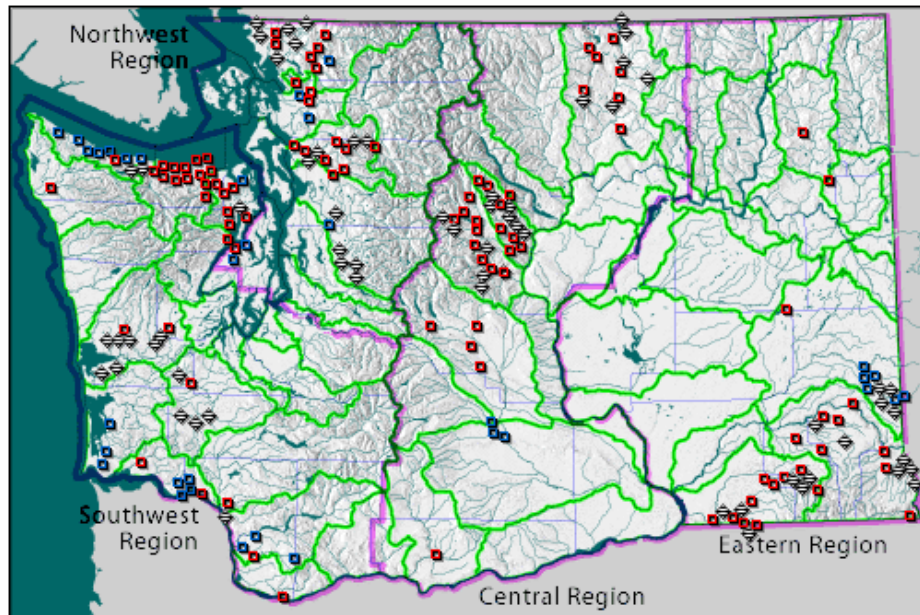 Northwest
Region
Southwest
Region
Eastern Region
Central Region